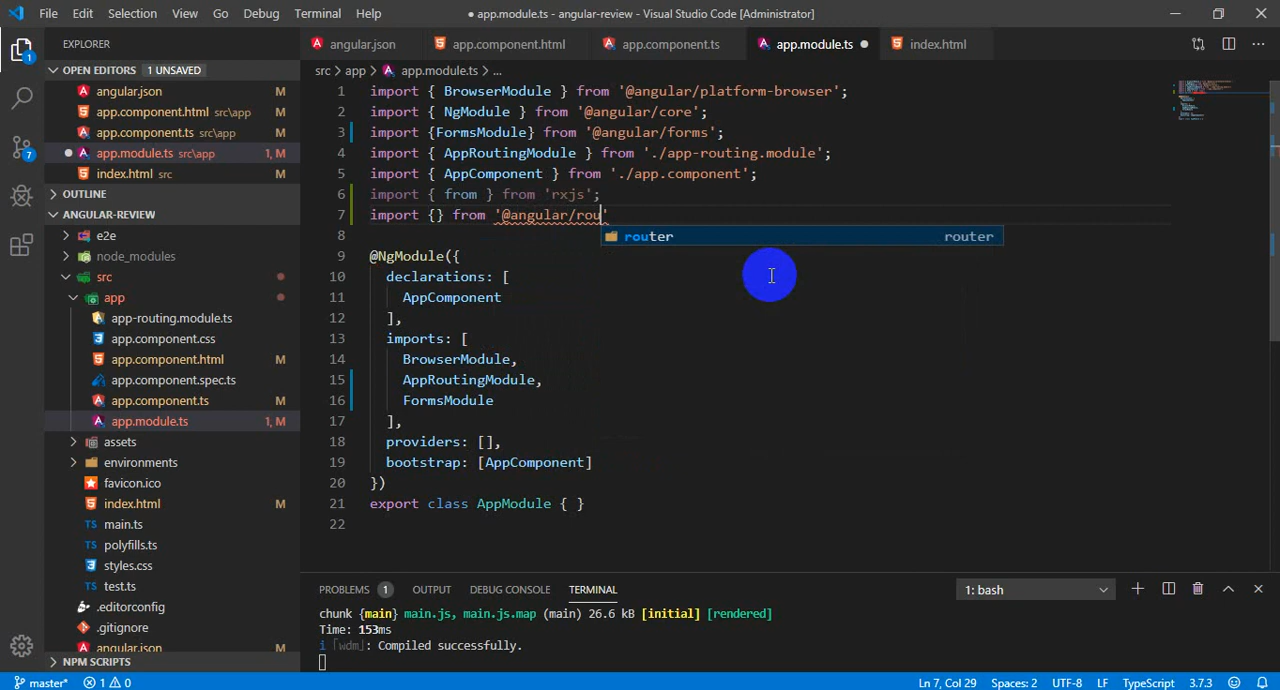 File Edit Selection View Go Debug Terminal Help ● app.module.ts - angular-review - Visual Studio Code [Administrator]
EXPLORER
angular.json app.component.html app.component.ts app.module.ts ● index.html
OPEN EDITORS 1 UNSAVED
angular.json M
app.component.html src\app M
app.component.ts src\app M
● app.module.ts src\app 1, M
index.html src M
OUTLINE
ANGULAR-REVIEW
e2e
node_modules
src
app
app-routing.module.ts
app.component.css
app.component.html M
app.component.spec.ts
app.component.ts M
app.module.ts 1, M
assets
environments
favicon.ico
index.html M
main.ts
polyfills.ts
styles.css
test.ts
.editorconfig
.gitignore
angular.json M
NPM SCRIPTS
1
7
src > app > app.module.ts > ...
1 import { BrowserModule } from '@angular/platform-browser';
2 import { NgModule } from '@angular/core';
3 import {FormsModule} from '@angular/forms';
4 import { AppRoutingModule } from './app-routing.module';
5 import { AppComponent } from './app.component';
6 import { from } from 'rxjs';
7 import {} from '@angular/rou'
router router
8
9 @NgModule({
10 declarations: [
11 AppComponent
12 ],
13 imports: [
14 BrowserModule,
15 AppRoutingModule,
16 FormsModule
17 ],
18 providers: [],
19 bootstrap: [AppComponent]
20 })
21 export class AppModule { }
22
PROBLEMS 1 OUTPUT DEBUG CONSOLE TERMINAL 1: bash
chunk {main} main.js, main.js.map (main) 26.6 kB [initial] [rendered]
Time: 153ms
i ｢wdm｣: Compiled successfully.
master* 1 0 Ln 7, Col 29 Spaces: 2 UTF-8 LF TypeScript 3.7.3